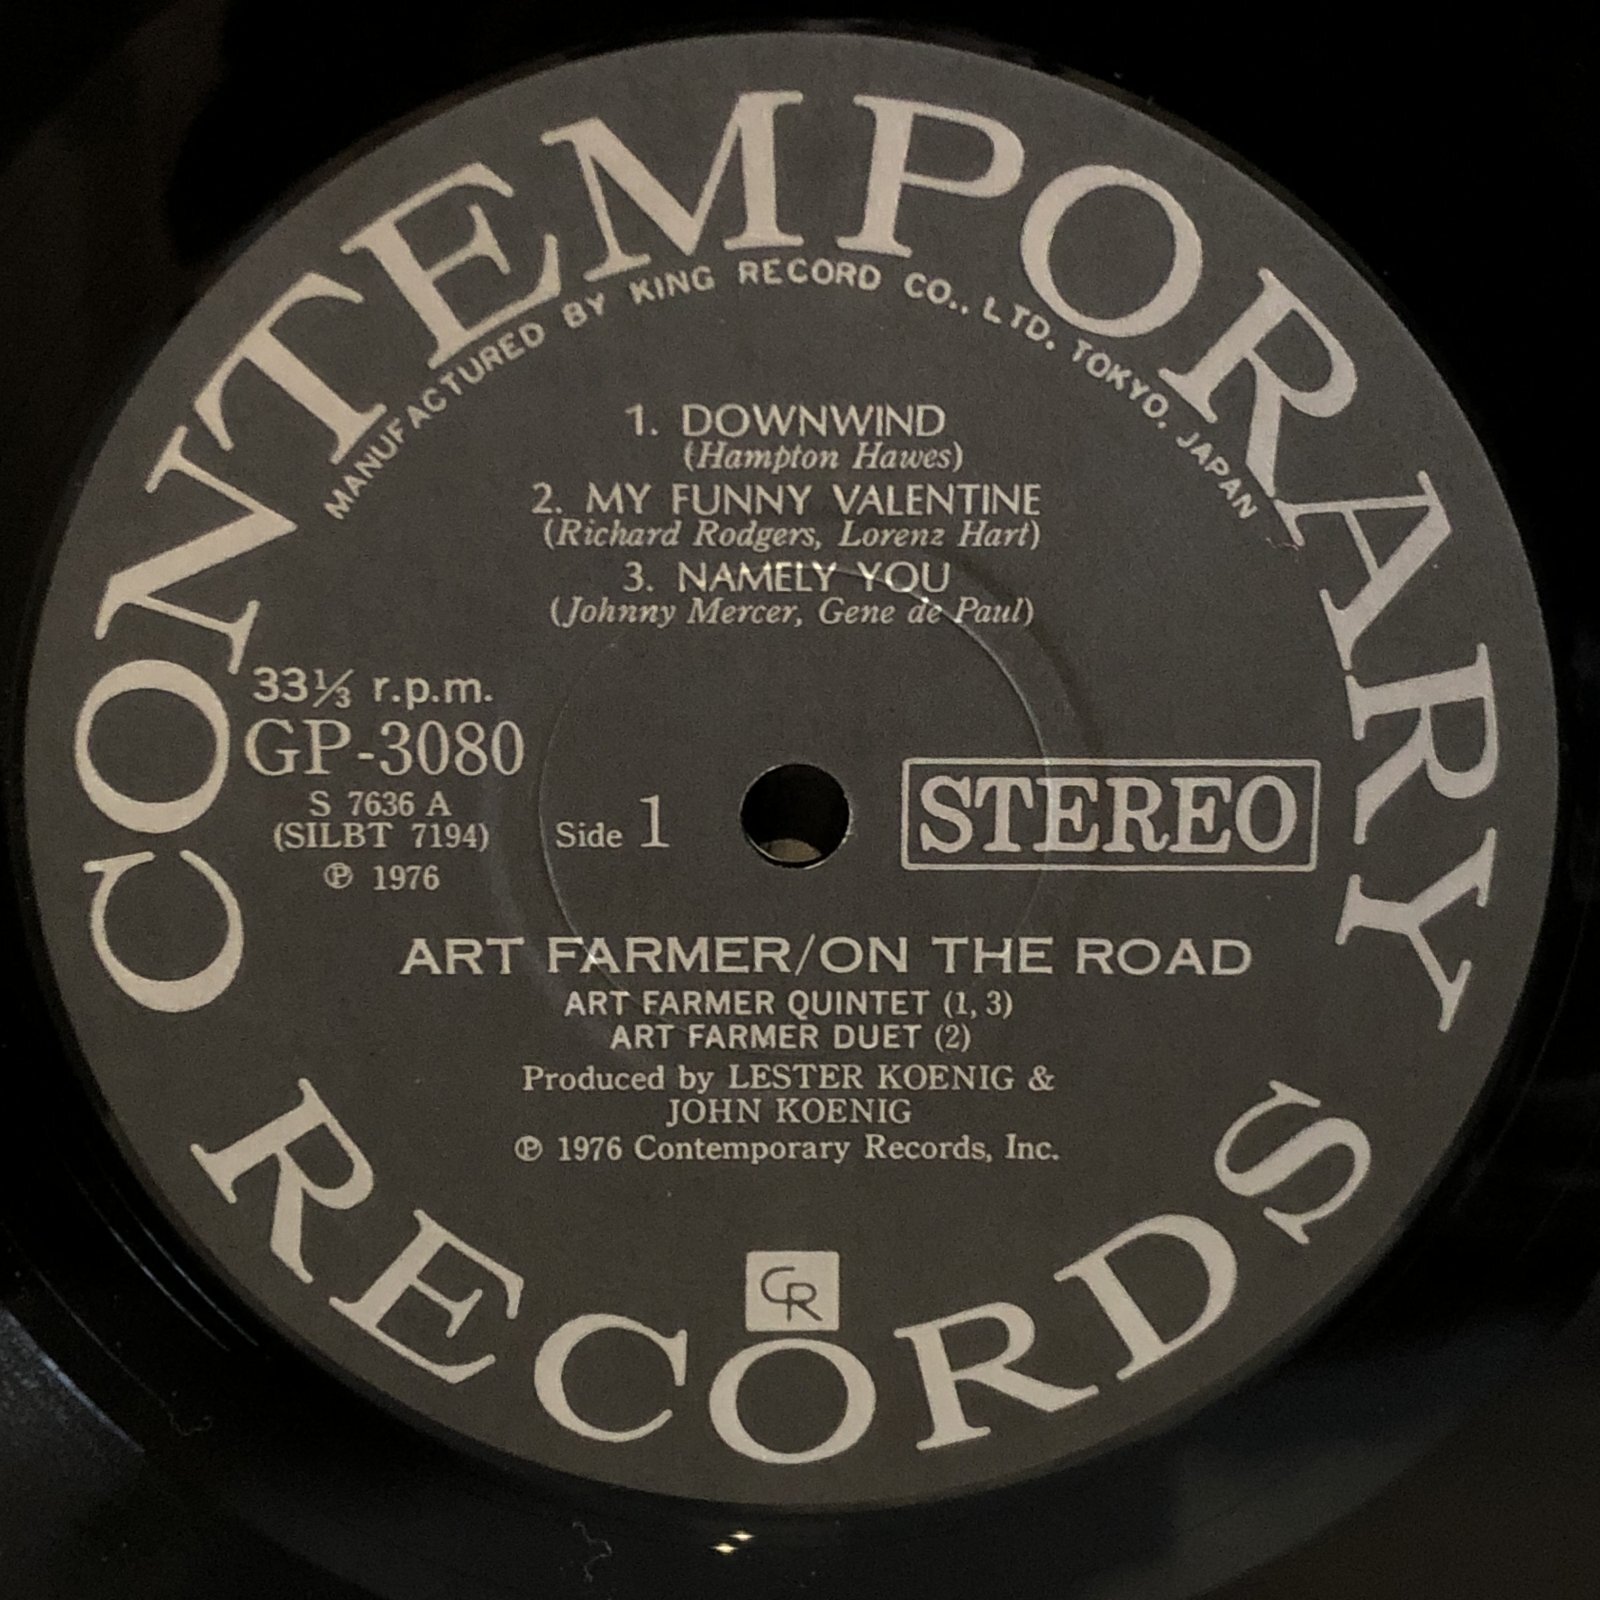 CONTEMPORARY
MANUFACTURED BY KING RECORD CO., LTD. TOKYO. JAPAN
1. DOWNWIND
(Hampton Hawes)
2. MY FUNNY VALENTINE
(Richard Rodgers, Lorenz Hart)
3. NAMELY YOU
(Johnny Mercer, Gene de Paul)
33⅓ r.p.m.
GP-3080
S 7636 A
(SILBT 7194)
℗ 1976
Side 1
STEREO
ART FARMER/ON THE ROAD
ART FARMER QUINTET (1, 3)
ART FARMER DUET (2)
Produced by LESTER KOENIG &
JOHN KOENIG
℗ 1976 Contemporary Records, Inc.
CR
RECORDS